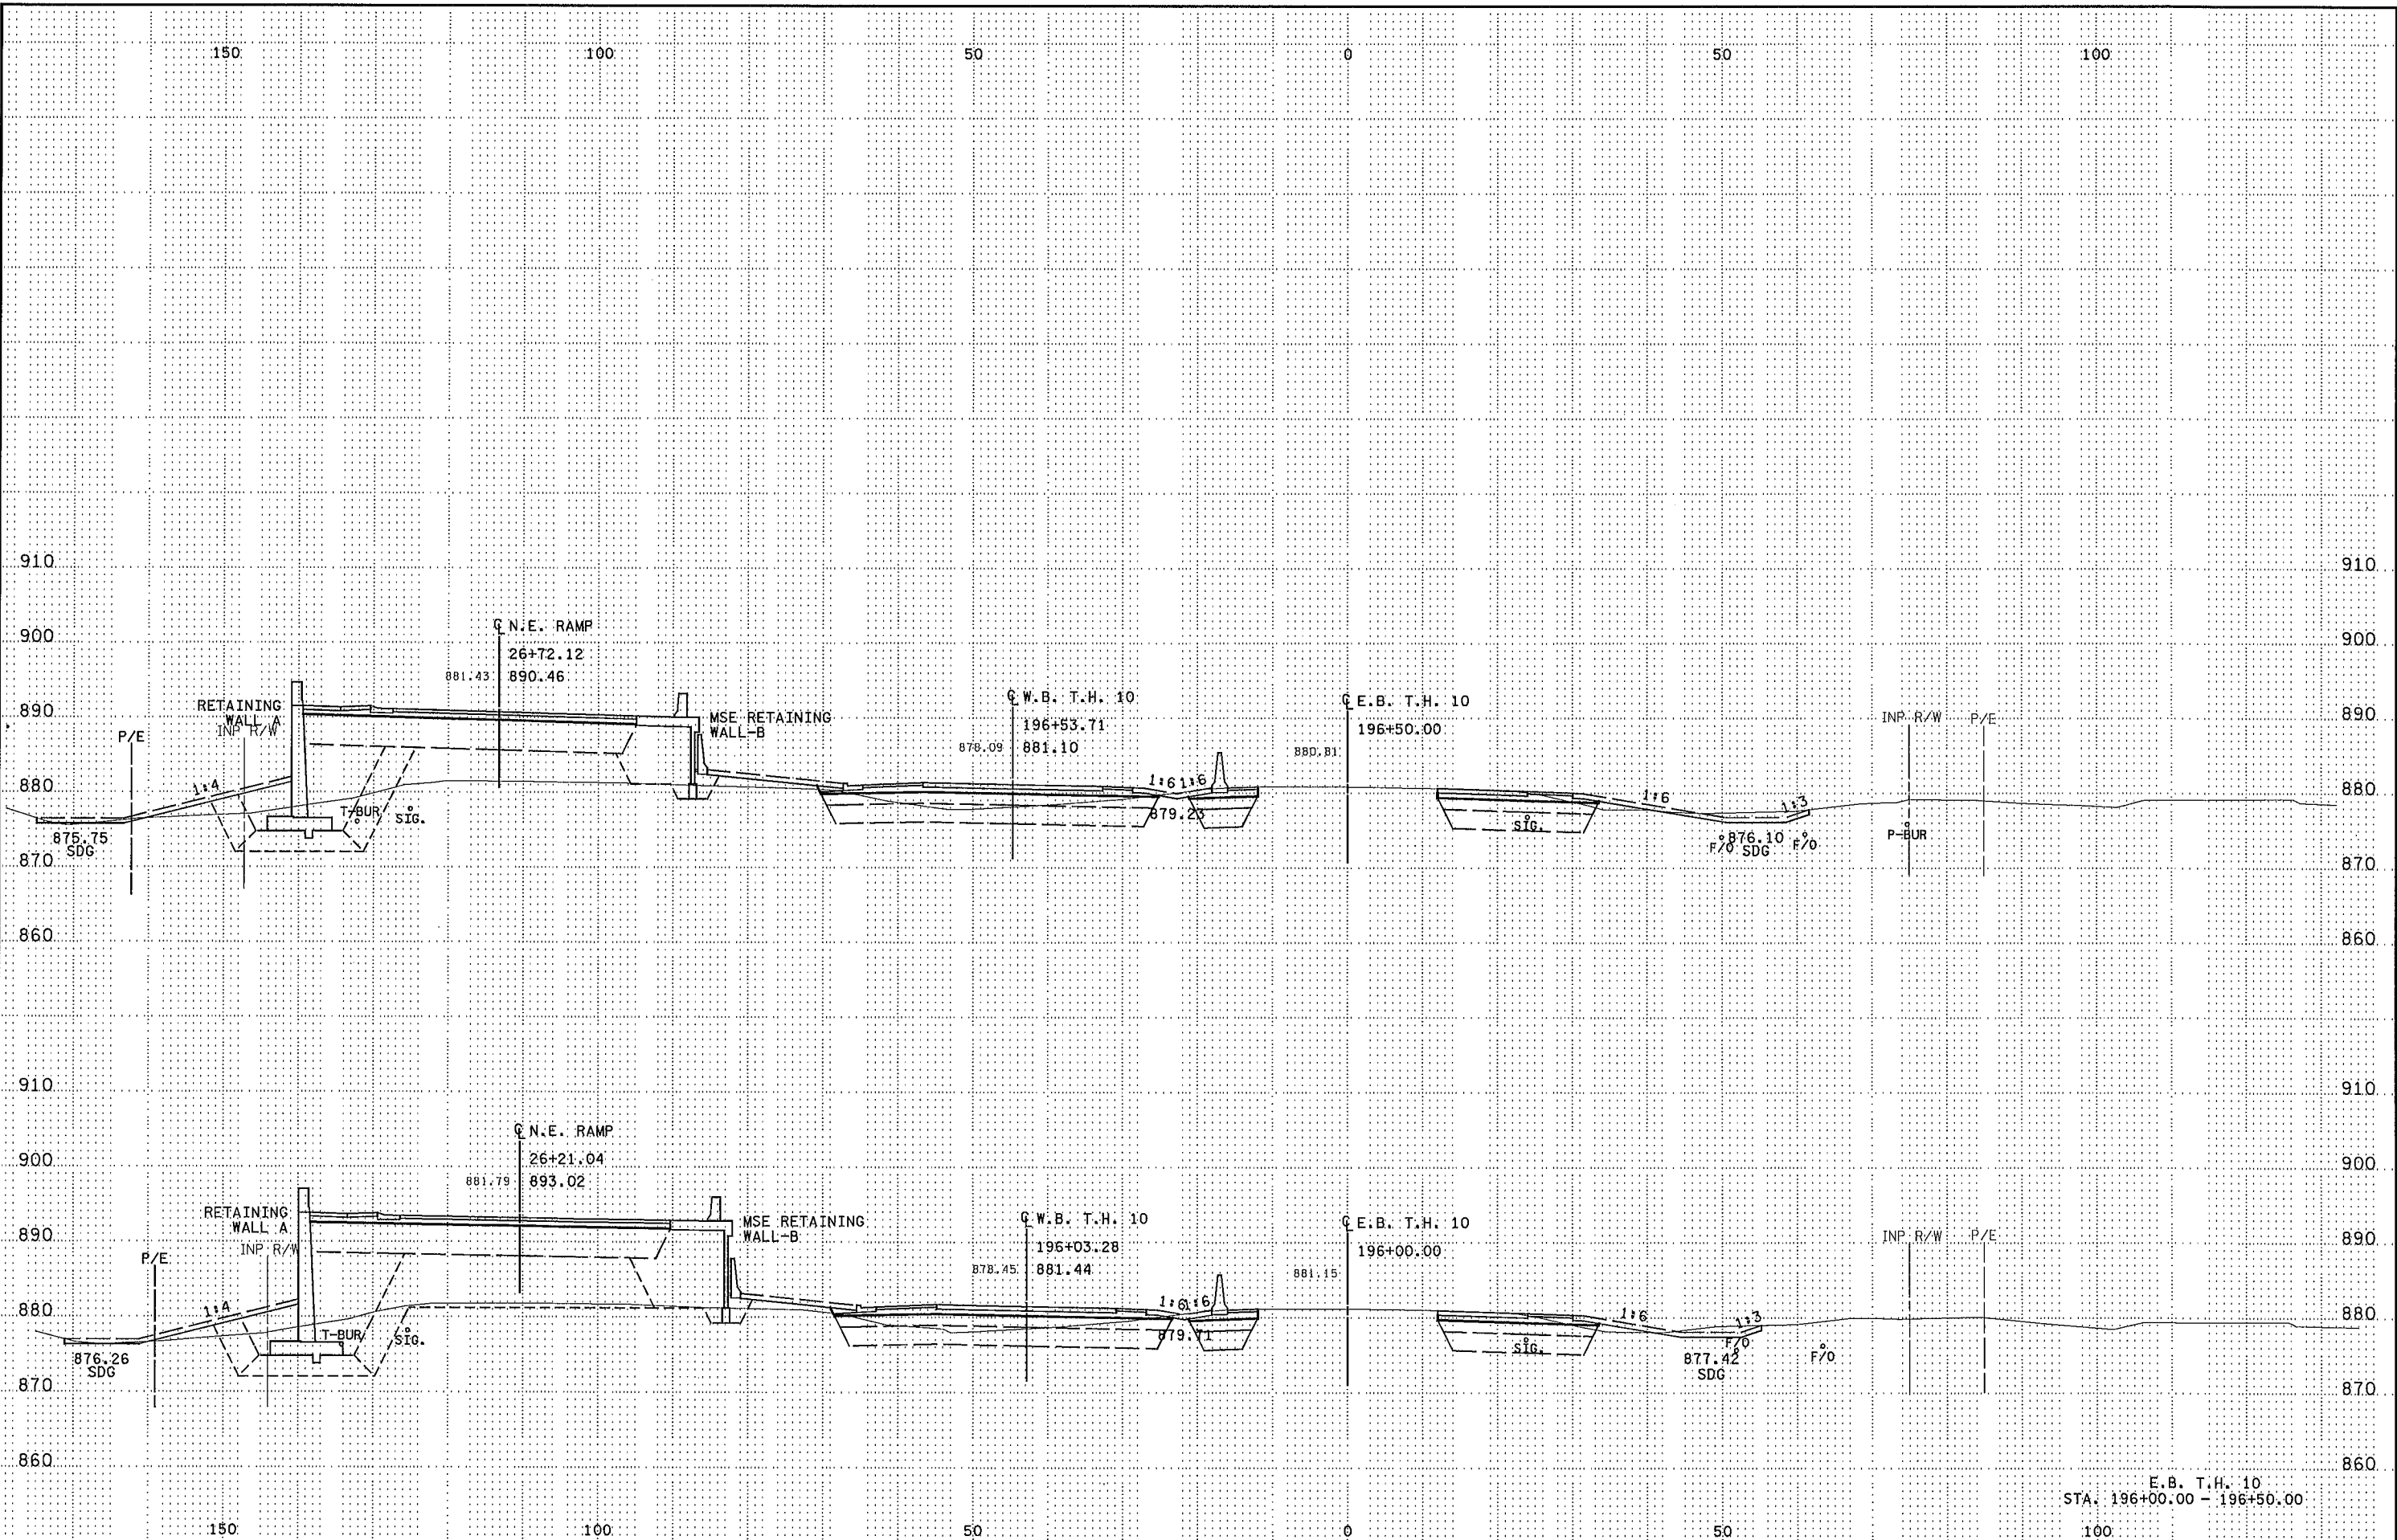 150 100 50 0 50 100
910 910
C͟L N.E. RAMP
900 26+72.12 900
881.43 890.46
C͟L W.B. T.H. 10 C͟L E.B. T.H. 10
RETAINING WALL A
INP R/W
P/E
MSE RETAINING WALL-B
196+53.71 196+50.00
890 890
INP R/W P/E
878.09 881.10 880.81
880 880
1:4 1:6 1:6 1:6 1:3
T-BUR SIG. 879.23 SIG. P-BUR
875.75 SDG
F/O 876.10 SDG F/O
870 870
860 860
910 910
C͟L N.E. RAMP
900 26+21.04 900
881.79 893.02
C͟L W.B. T.H. 10 C͟L E.B. T.H. 10
RETAINING WALL A
INP R/W
P/E
MSE RETAINING WALL-B
196+03.28 196+00.00
890 890
INP R/W P/E
878.45 881.44 881.15
880 880
1:4 1:6 1:6 1:6 1:3
T-BUR SIG. 879.71 SIG. F/O F/O
876.26 SDG
877.42 SDG
870 870
860 860
E.B. T.H. 10
STA. 196+00.00 - 196+50.00
150 100 50 0 50 100